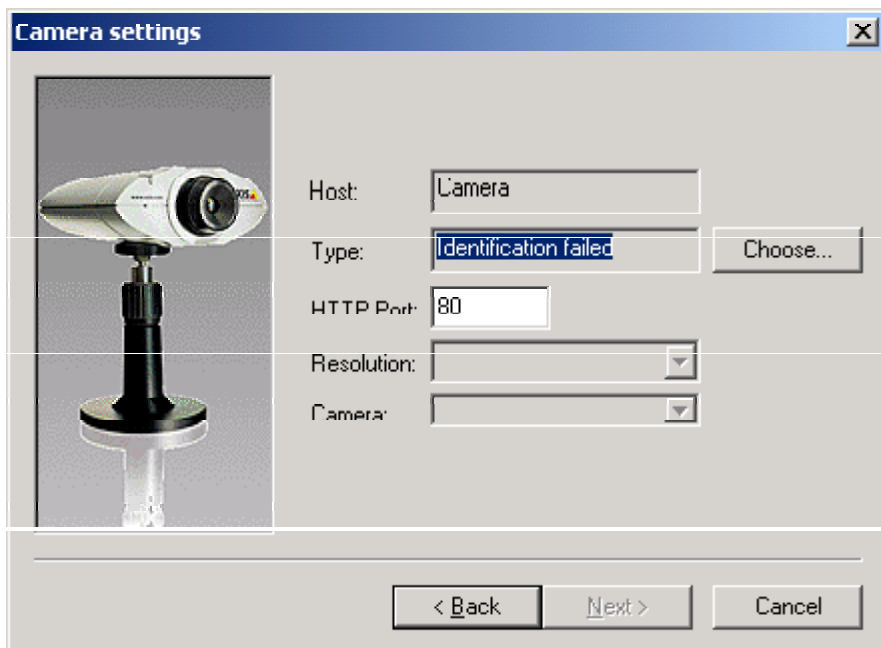 Camera settings
Host: Camera
Type: Identification failed Choose...
HTTP Port: 80
Resolution:
Camera:
< Back Next > Cancel